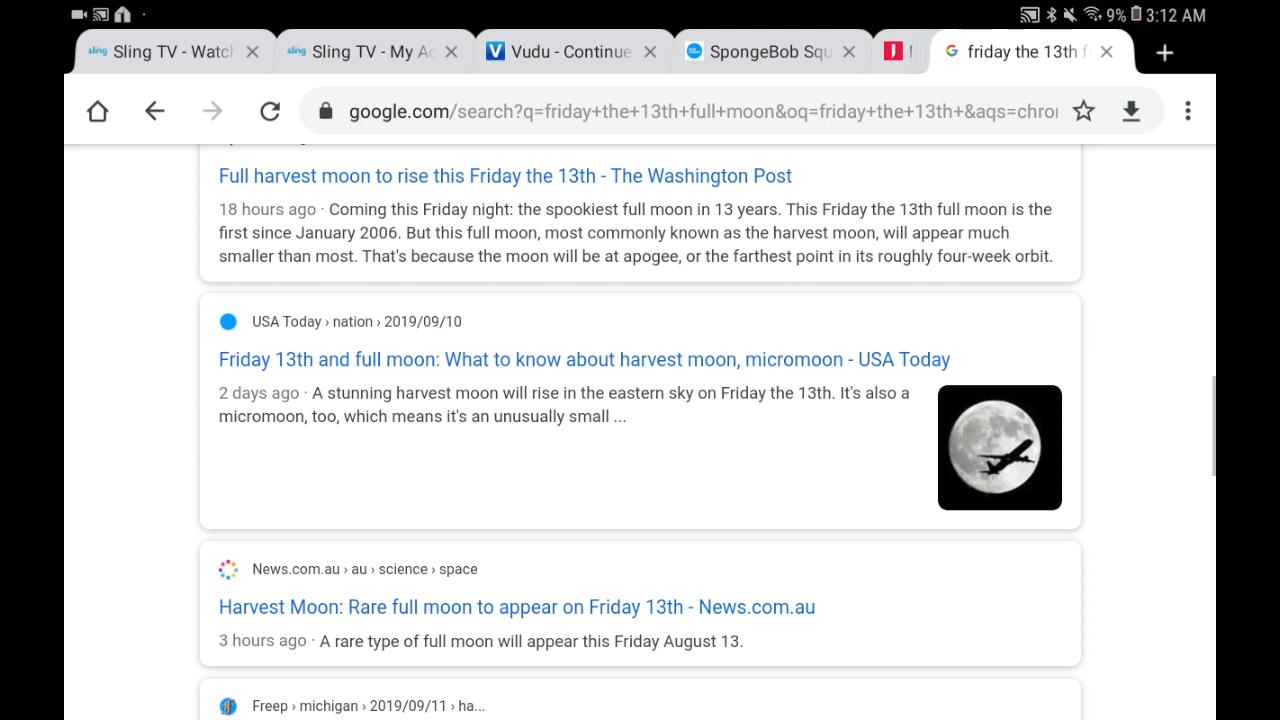 9% 3:12 AM
sling Sling TV - Watch
sling Sling TV - My Ac
V Vudu - Continue
SpongeBob Squ
J
G friday the 13th f
google.com/search?q=friday+the+13th+full+moon&oq=friday+the+13th+&aqs=chro
Full harvest moon to rise this Friday the 13th - The Washington Post
18 hours ago · Coming this Friday night: the spookiest full moon in 13 years. This Friday the 13th full moon is the
first since January 2006. But this full moon, most commonly known as the harvest moon, will appear much
smaller than most. That's because the moon will be at apogee, or the farthest point in its roughly four-week orbit.
USA Today › nation › 2019/09/10
Friday 13th and full moon: What to know about harvest moon, micromoon - USA Today
2 days ago · A stunning harvest moon will rise in the eastern sky on Friday the 13th. It's also a
micromoon, too, which means it's an unusually small ...
News.com.au › au › science › space
Harvest Moon: Rare full moon to appear on Friday 13th - News.com.au
3 hours ago · A rare type of full moon will appear this Friday August 13.
Freep › michigan › 2019/09/11 › ha...